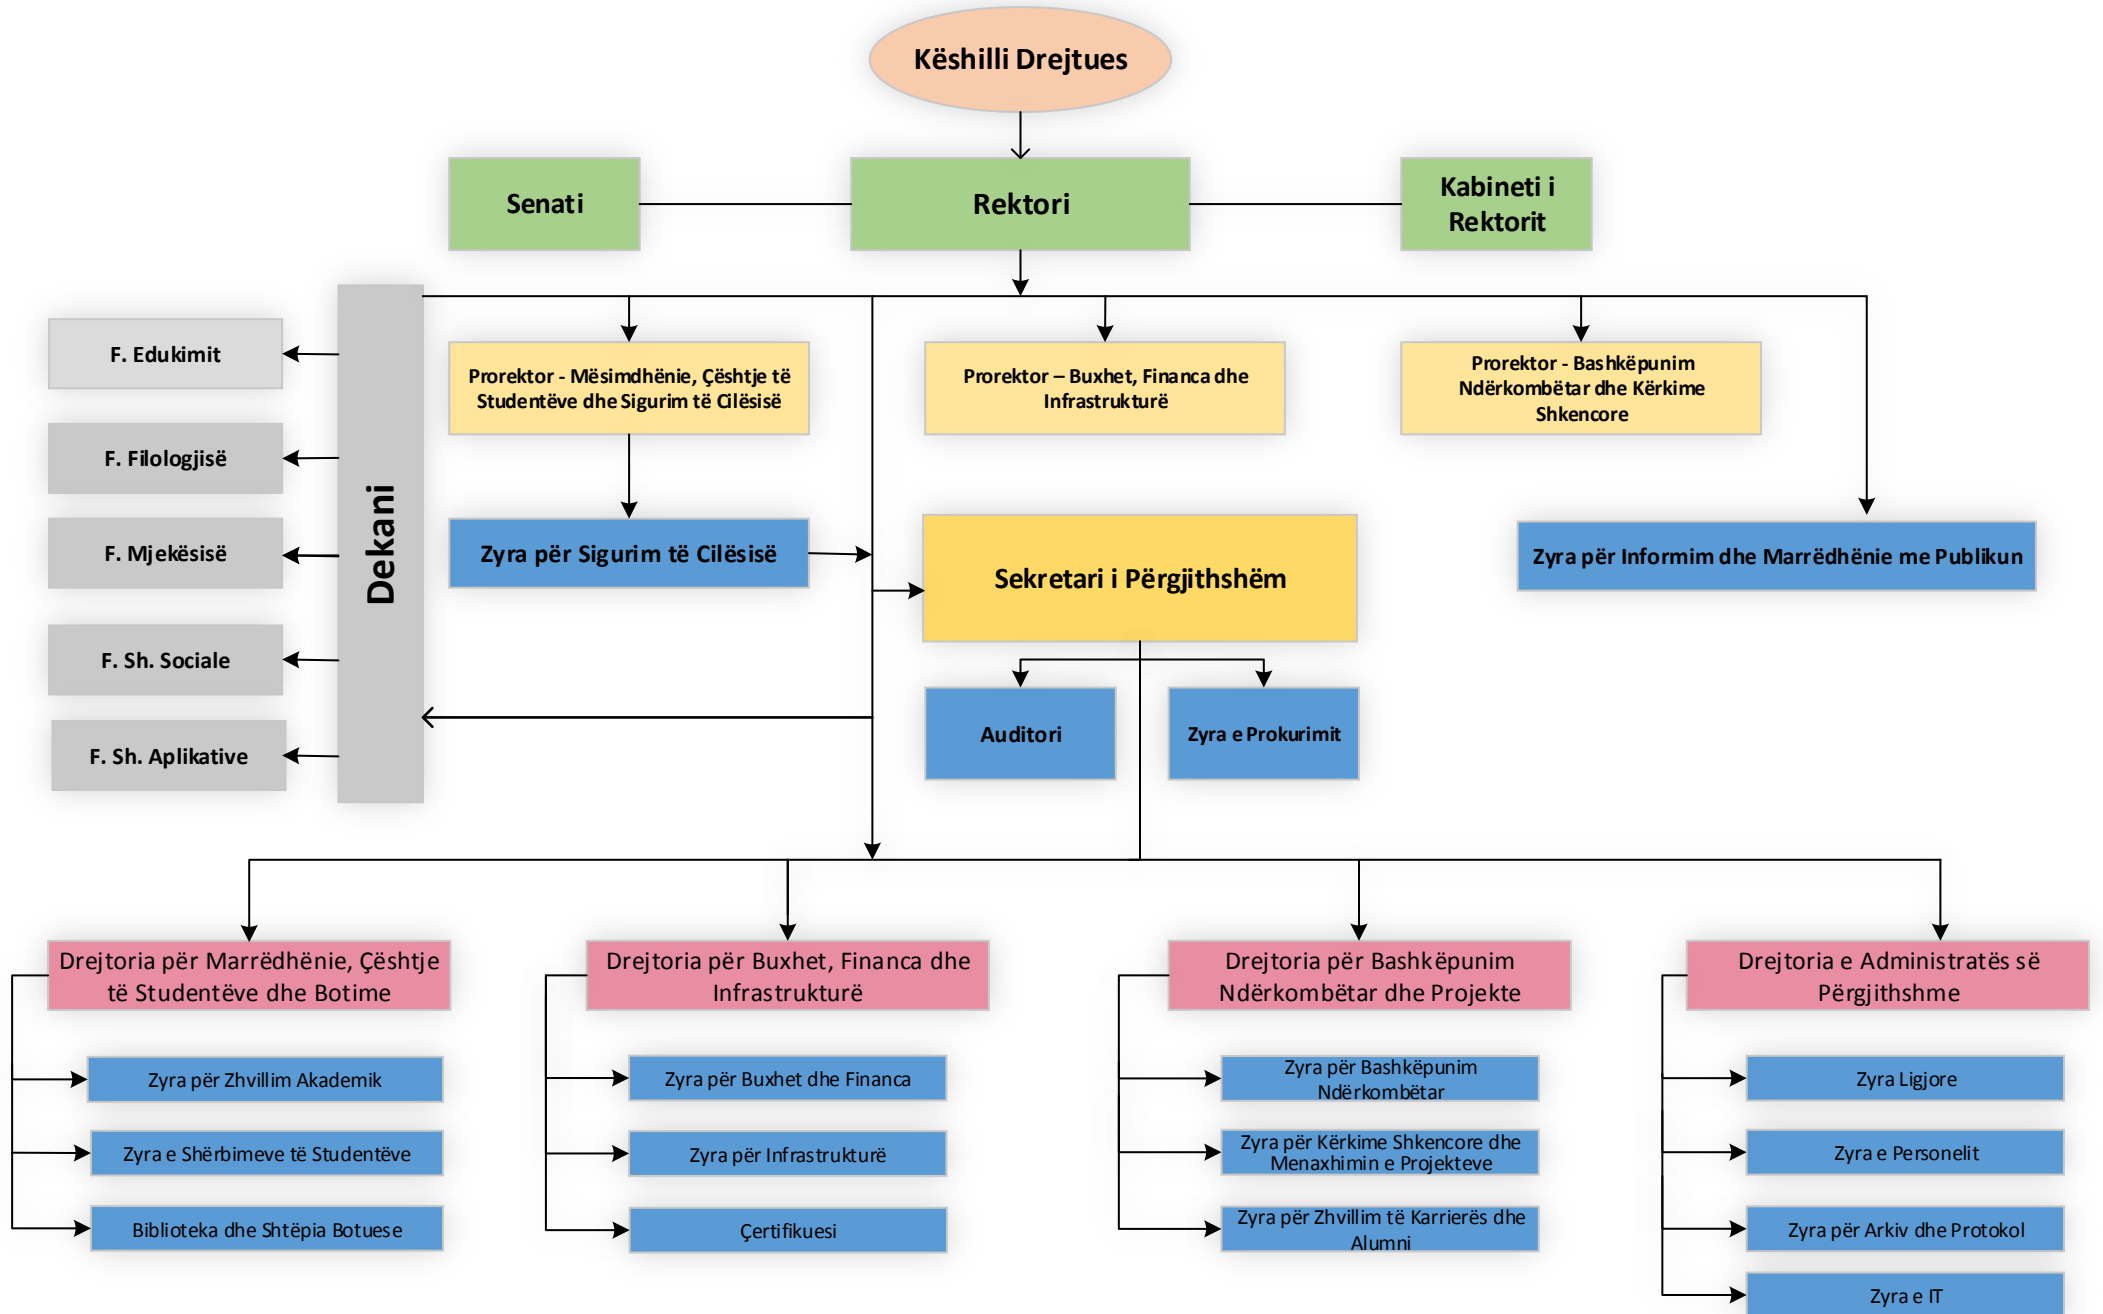 Këshilli Drejtues
Senati
Rektori
Kabineti i
Rektorit
Dekani
F. Edukimit
F. Filologjisë
F. Mjekësisë
F. Sh. Sociale
F. Sh. Aplikative
Prorektor - Mësimdhënie, Çështje të
Studentëve dhe Sigurim të Cilësisë
Prorektor – Buxhet, Financa dhe
Infrastrukturë
Prorektor - Bashkëpunim
Ndërkombëtar dhe Kërkime
Shkencore
Zyra për Sigurim të Cilësisë
Sekretari i Përgjithshëm
Zyra për Informim dhe Marrëdhënie me Publikun
Auditori
Zyra e Prokurimit
Drejtoria për Marrëdhënie, Çështje
të Studentëve dhe Botime
Zyra për Zhvillim Akademik
Zyra e Shërbimeve të Studentëve
Biblioteka dhe Shtëpia Botuese
Drejtoria për Buxhet, Financa dhe
Infrastrukturë
Zyra për Buxhet dhe Financa
Zyra për Infrastrukturë
Çertifikuesi
Drejtoria për Bashkëpunim
Ndërkombëtar dhe Projekte
Zyra për Bashkëpunim
Ndërkombëtar
Zyra për Kërkime Shkencore dhe
Menaxhimin e Projekteve
Zyra për Zhvillim të Karrierës dhe
Alumni
Drejtoria e Administratës së
Përgjithshme
Zyra Ligjore
Zyra e Personelit
Zyra për Arkiv dhe Protokol
Zyra e IT